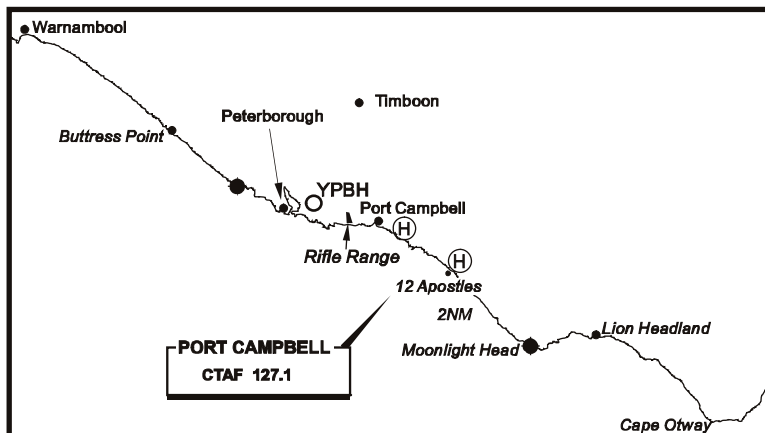 Warnambool
Timboon
Peterborough
Buttress Point
YPBH
Port Campbell
H
Rifle Range
H
12 Apostles
2NM
Lion Headland
PORT CAMPBELL
Moonlight Head
CTAF 127.1
Cape Otway